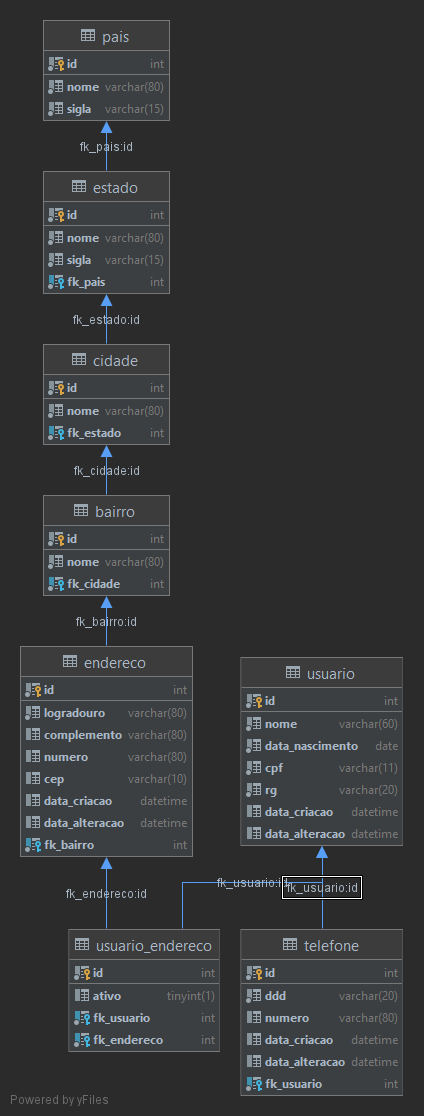 pais
id int
nome varchar(80)
sigla varchar(15)
fk_pais:id
estado
id int
nome varchar(80)
sigla varchar(15)
fk_pais int
fk_estado:id
cidade
id int
nome varchar(80)
fk_estado int
fk_cidade:id
bairro
id int
nome varchar(80)
fk_cidade int
fk_bairro:id
endereco
id int
logradouro varchar(80)
complemento varchar(80)
numero varchar(80)
cep varchar(10)
data_criacao datetime
data_alteracao datetime
fk_bairro int
usuario
id int
nome varchar(60)
data_nascimento date
cpf varchar(11)
rg varchar(20)
data_criacao datetime
data_alteracao datetime
fk_endereco:id
fk_usuario:id
fk_usuario:id
usuario_endereco
id int
ativo tinyint(1)
fk_usuario int
fk_endereco int
telefone
id int
ddd varchar(20)
numero varchar(80)
data_criacao datetime
data_alteracao datetime
fk_usuario int
Powered by yFiles